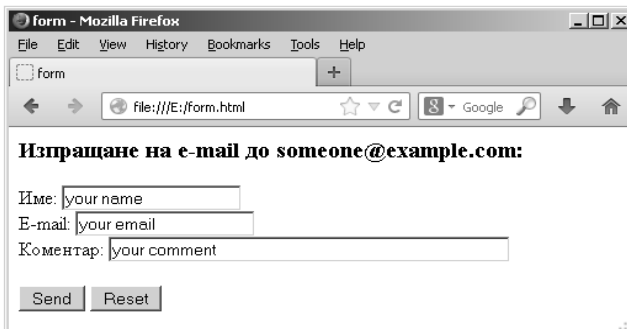 form - Mozilla Firefox
File Edit View History Bookmarks Tools Help
form
file:///E:/form.html
8 Google
Изпращане на e-mail до someone@example.com:
Име: your name
E-mail: your email
Коментар: your comment
Send Reset